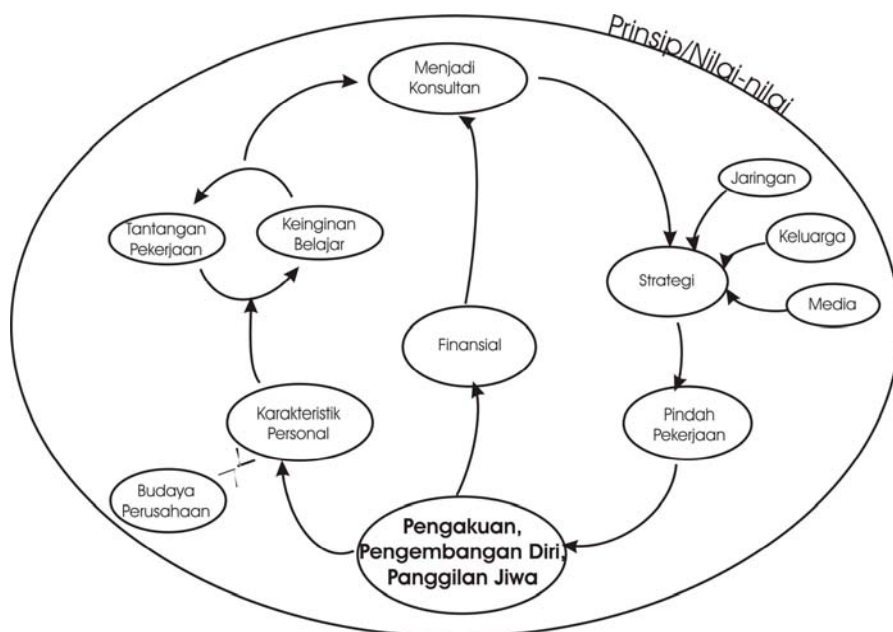 Prinsip/Nilai-nilai
Menjadi
Konsultan
Jaringan
Tantangan
Pekerjaan
Keinginan
Belajar
Keluarga
Strategi
Media
Finansial
Karakteristik
Personal
Pindah
Pekerjaan
Budaya
Perusahaan
Pengakuan,
Pengembangan Diri,
Panggilan Jiwa